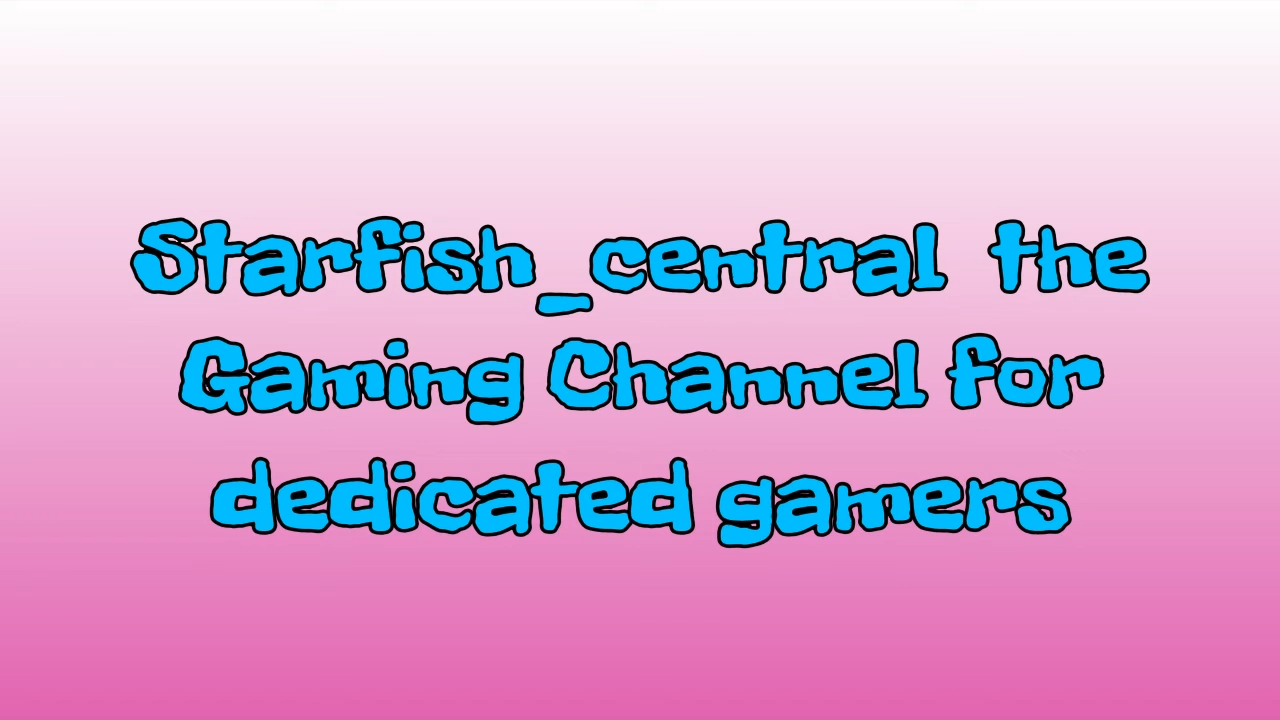 Starfish_central the
Gaming Channel for
dedicated gamers